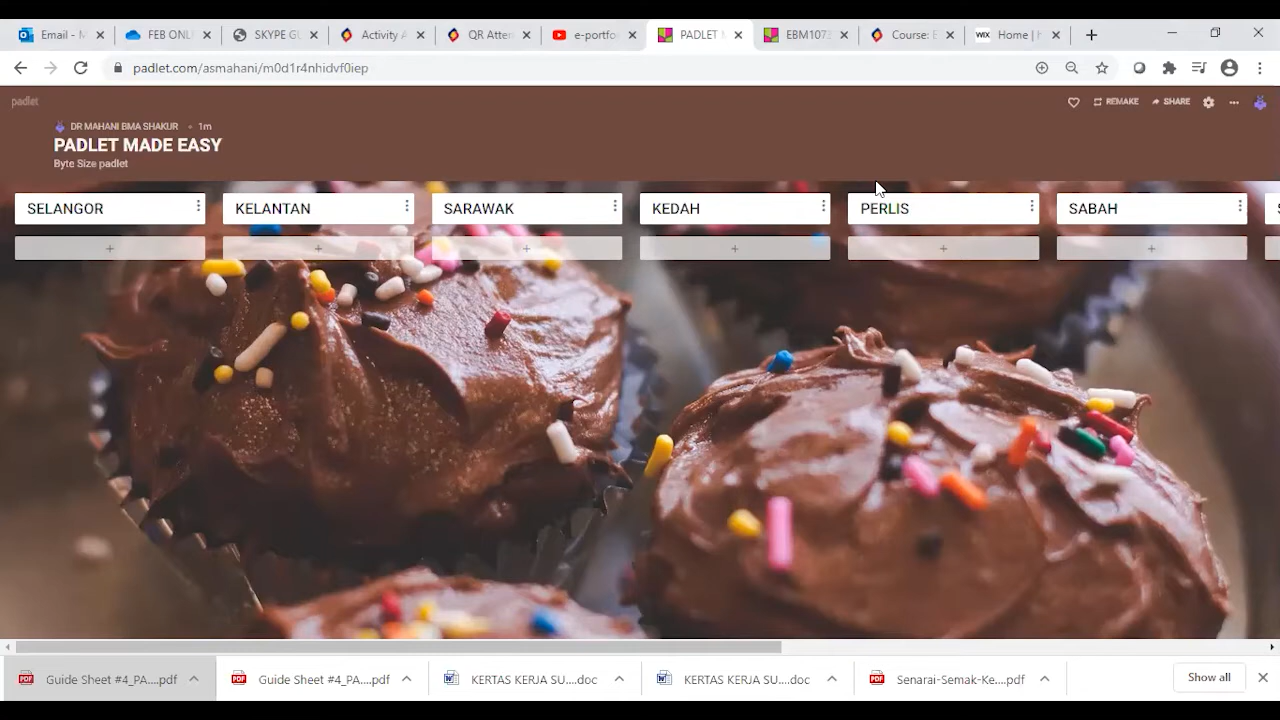 Email - M
FEB ONL
SKYPE GU
Activity A
QR Atten
e-portfo
PADLET M
EBM1073
Course: E
WIX Home | h
padlet.com/asmahani/m0d1r4nhidvf0iep
padlet
REMAKE
SHARE
DR MAHANI BMA SHAKUR • 1m
PADLET MADE EASY
Byte Size padlet
SELANGOR
KELANTAN
SARAWAK
KEDAH
PERLIS
SABAH
Guide Sheet #4_PA....pdf
Guide Sheet #4_PA....pdf
KERTAS KERJA SU....doc
KERTAS KERJA SU....doc
Senarai-Semak-Ke....pdf
Show all